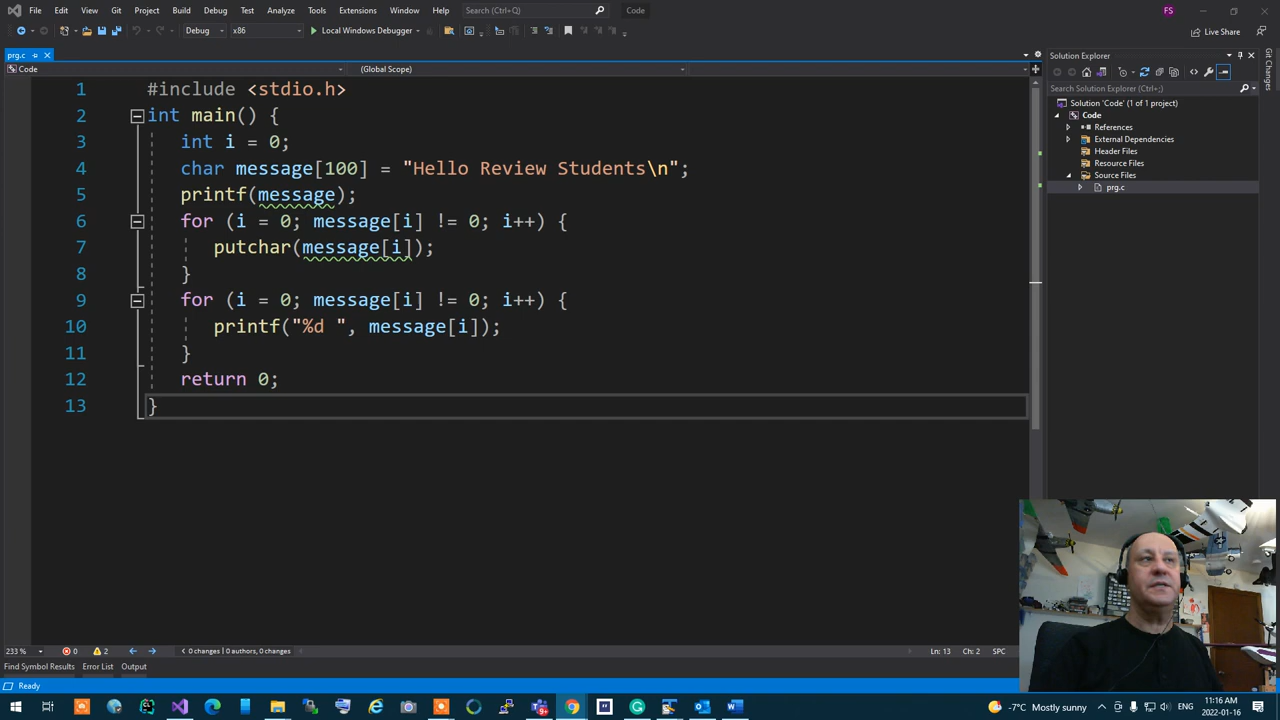 File Edit View Git Project Build Debug Test Analyze Tools Extensions Window Help Search (Ctrl+Q) Code FS
Debug x86 Local Windows Debugger Live Share
prg.c
Code (Global Scope)
1 #include <stdio.h>
2 int main() {
3 int i = 0;
4 char message[100] = "Hello Review Students\n";
5 printf(message);
6 for (i = 0; message[i] != 0; i++) {
7 putchar(message[i]);
8 }
9 for (i = 0; message[i] != 0; i++) {
10 printf("%d ", message[i]);
11 }
12 return 0;
13 }
Solution Explorer
Search Solution Explorer (Ctrl+;)
Solution 'Code' (1 of 1 project)
Code
References
External Dependencies
Header Files
Resource Files
Source Files
prg.c
Git Changes
233 % 0 2 0 changes | 0 authors, 0 changes Ln: 13 Ch: 2 SPC
Find Symbol Results Error List Output
Ready
-7°C Mostly sunny
11:16 AM
2022-01-16